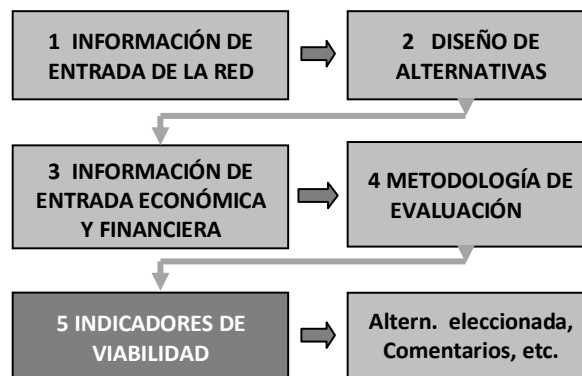 1 INFORMACIÓN DE
ENTRADA DE LA RED
2 DISEÑO DE
ALTERNATIVAS
3 INFORMACIÓN DE
ENTRADA ECONÓMICA
Y FINANCIERA
4 METODOLOGÍA DE
EVALUACIÓN
5 INDICADORES DE
VIABILIDAD
Altern. eleccionada,
Comentarios, etc.